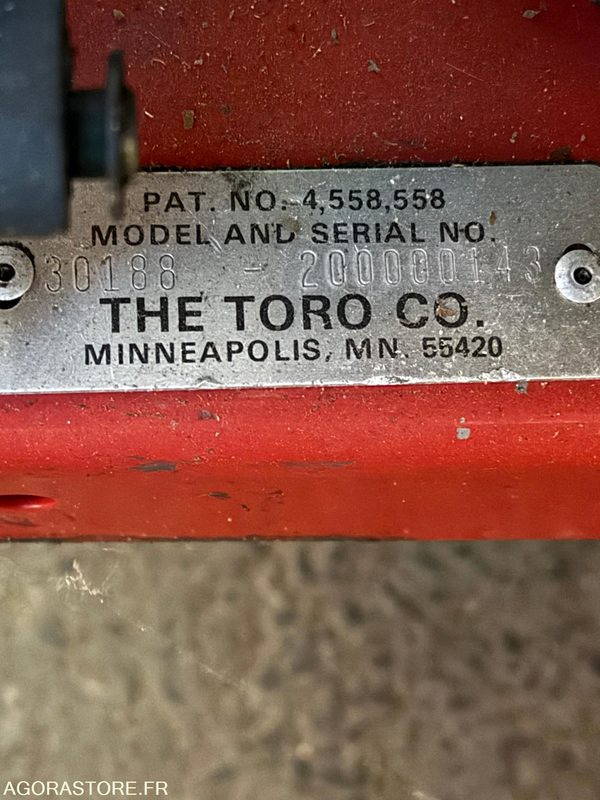 PAT. NO. 4,558,558
MODEL AND SERIAL NO.
30188 - 200000143
THE TORO CO.
MINNEAPOLIS, MN. 55420
AGORASTORE.FR